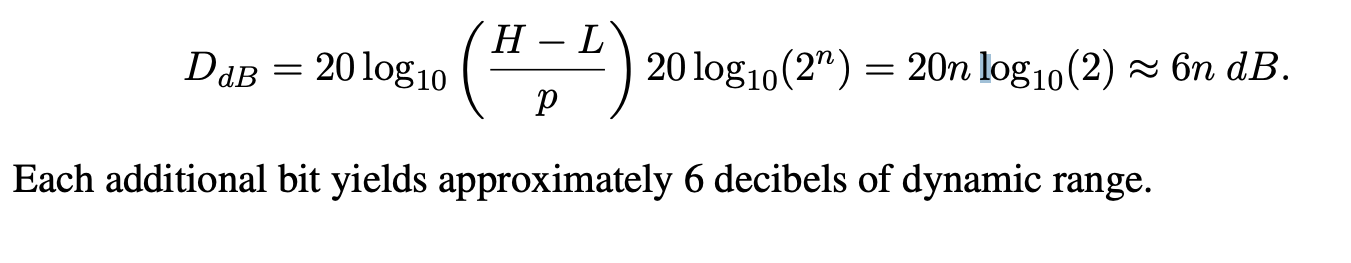 D_{dB} = 20 log_{10} ( \frac{H − L}{p} ) 20 log_{10}(2^n) = 20n log_{10}(2) ≈ 6n dB.
Each additional bit yields approximately 6 decibels of dynamic range.